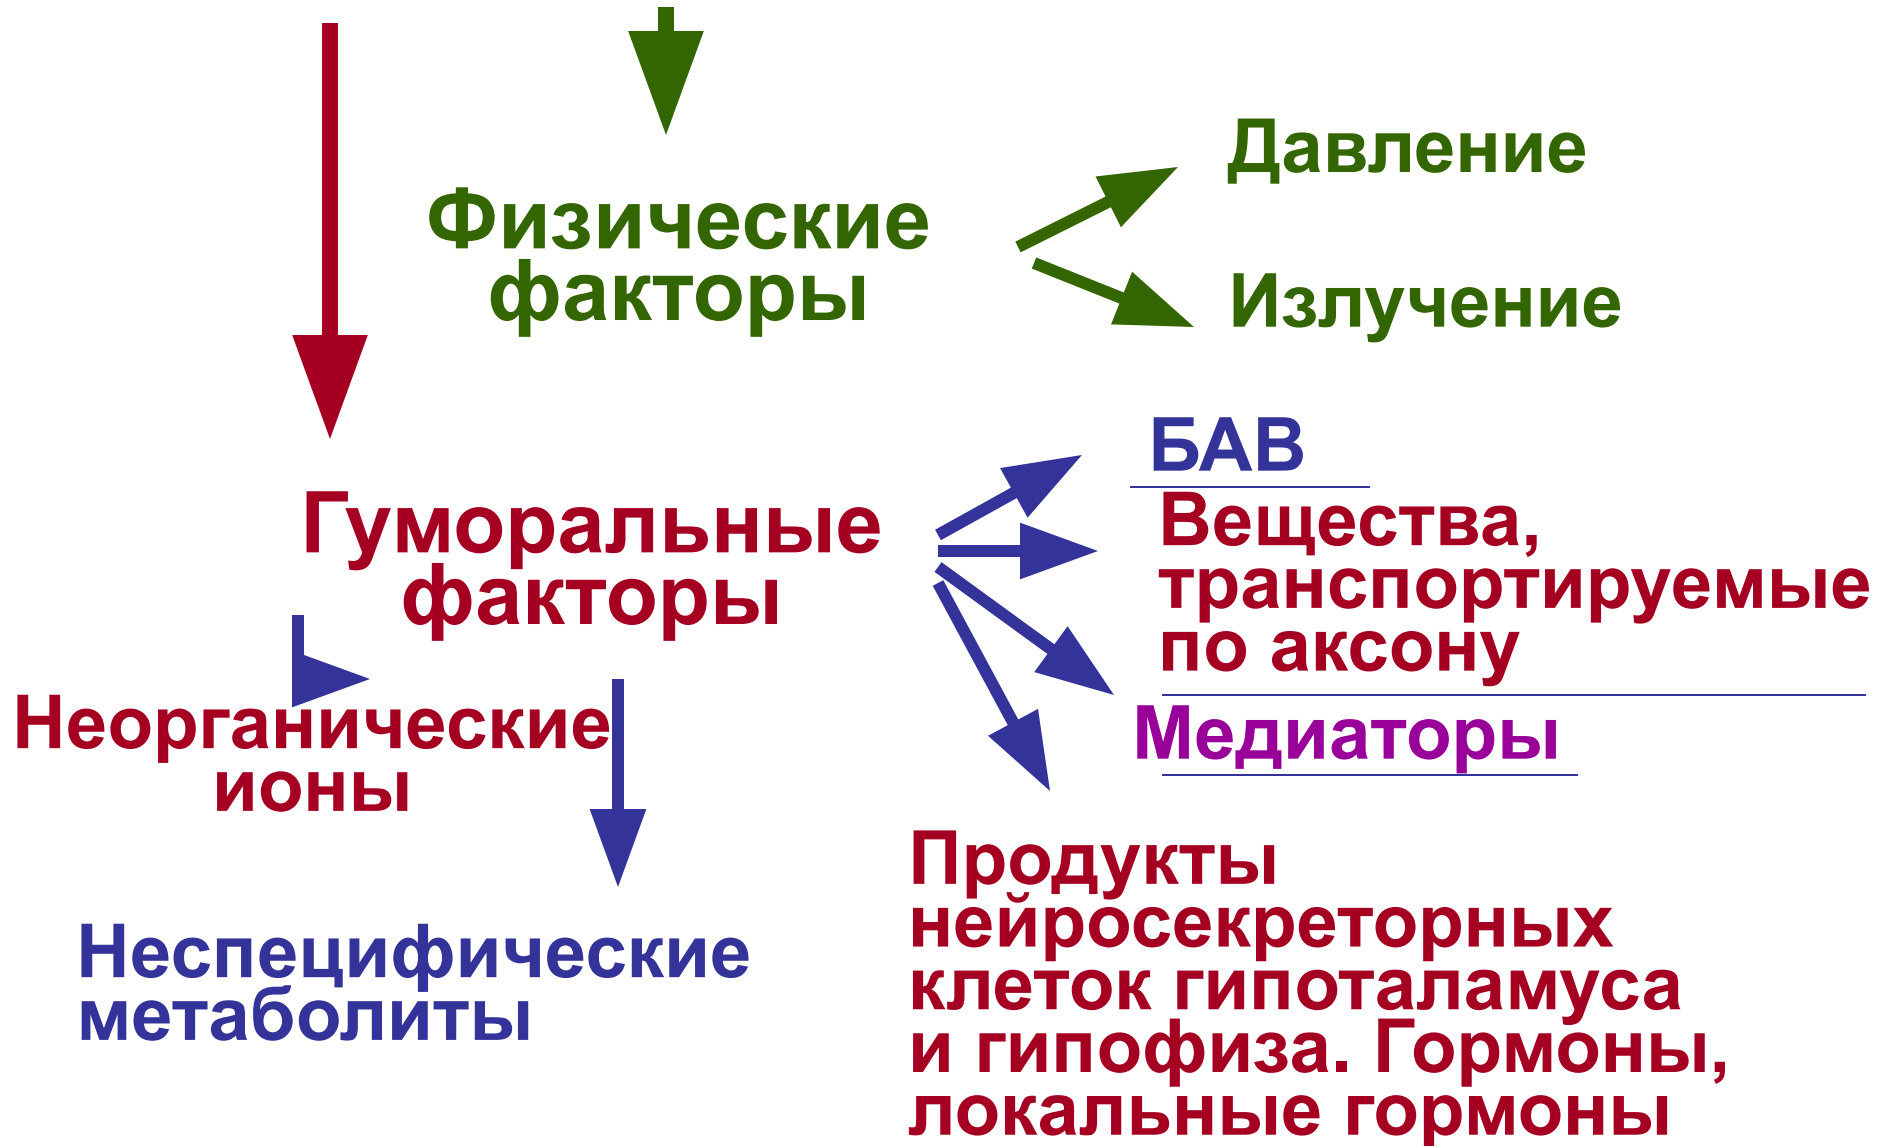 Давление
Физические
факторы
Излучение
БАВ
Гуморальные
факторы
Вещества,
транспортируемые
по аксону
Неорганические
ионы
Медиаторы
Неспецифические
метаболиты
Продукты
нейросекреторных
клеток гипоталамуса
и гипофиза. Гормоны,
локальные гормоны